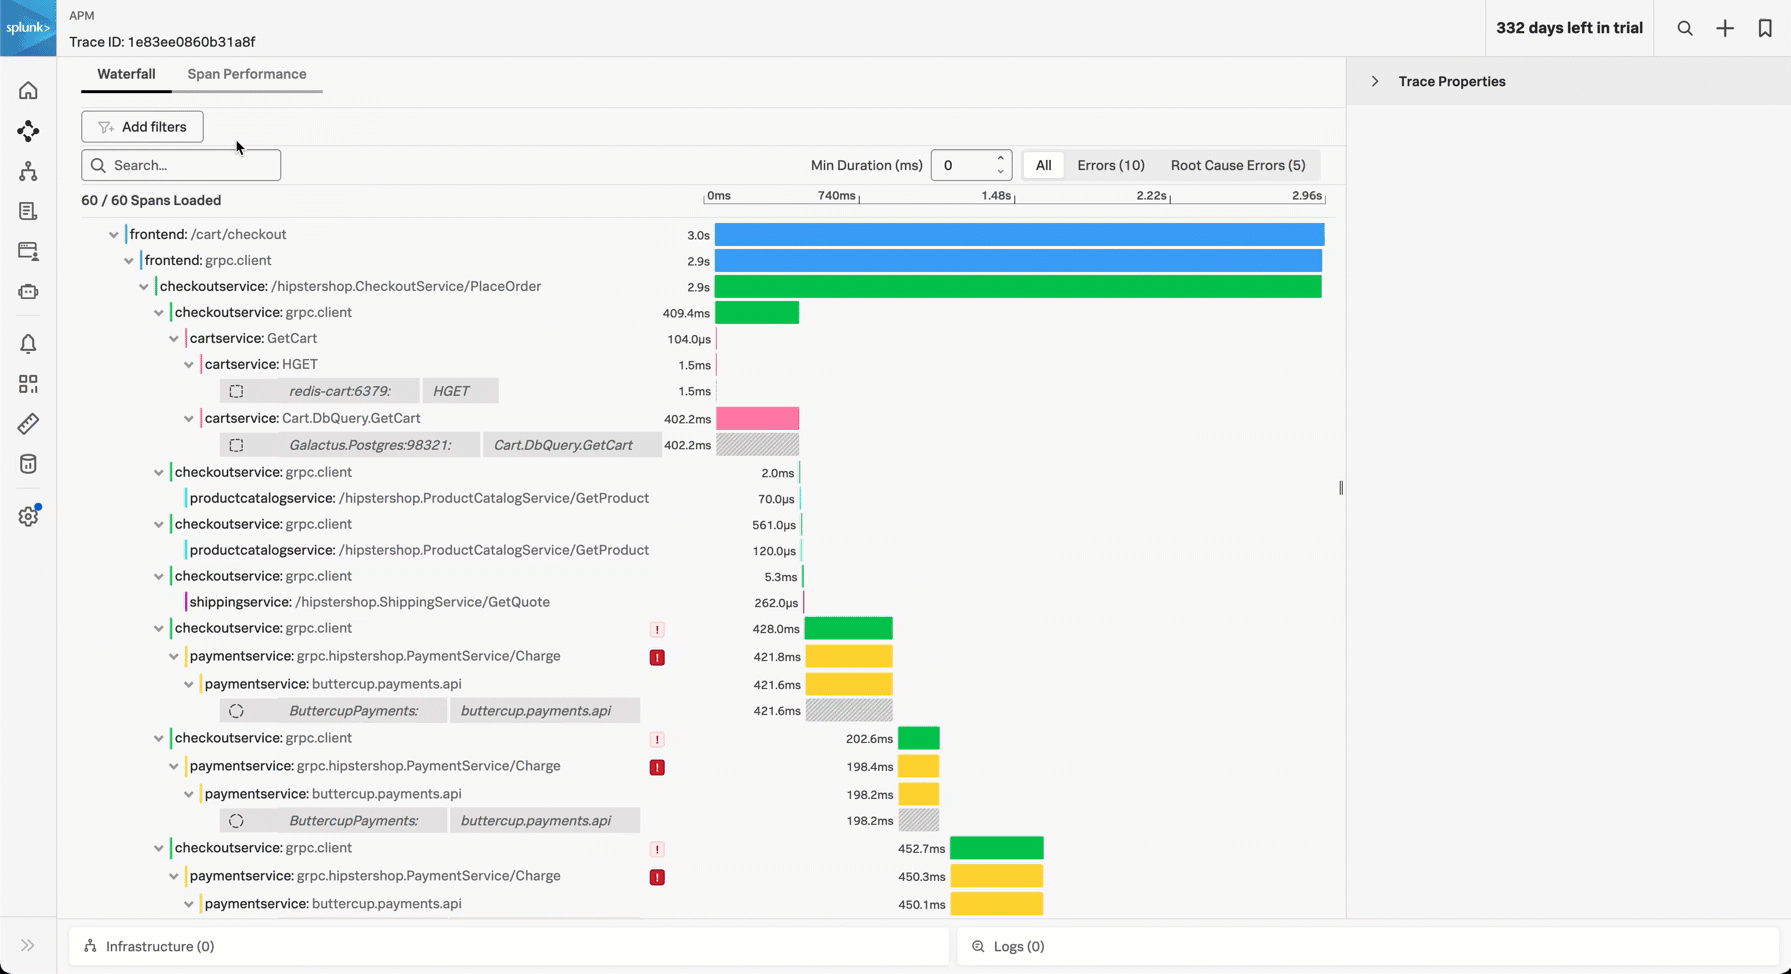 splunk>
APM
Trace ID: 1e83ee0860b31a8f
332 days left in trial
Waterfall Span Performance
Trace Properties
Add filters
Search...
Min Duration (ms) 0 All Errors (10) Root Cause Errors (5)
60 / 60 Spans Loaded 0ms 740ms 1.48s 2.22s 2.96s
frontend: /cart/checkout 3.0s
frontend: grpc.client 2.9s
checkoutservice: /hipstershop.CheckoutService/PlaceOrder 2.9s
checkoutservice: grpc.client 409.4ms
cartservice: GetCart 104.0µs
cartservice: HGET 1.5ms
redis-cart:6379: HGET 1.5ms
cartservice: Cart.DbQuery.GetCart 402.2ms
Galactus.Postgres:98321: Cart.DbQuery.GetCart 402.2ms
checkoutservice: grpc.client 2.0ms
productcatalogservice: /hipstershop.ProductCatalogService/GetProduct 70.0µs
checkoutservice: grpc.client 561.0µs
productcatalogservice: /hipstershop.ProductCatalogService/GetProduct 120.0µs
checkoutservice: grpc.client 5.3ms
shippingservice: /hipstershop.ShippingService/GetQuote 262.0µs
checkoutservice: grpc.client ! 428.0ms
paymentservice: grpc.hipstershop.PaymentService/Charge ! 421.8ms
paymentservice: buttercup.payments.api 421.6ms
ButtercupPayments: buttercup.payments.api 421.6ms
checkoutservice: grpc.client ! 202.6ms
paymentservice: grpc.hipstershop.PaymentService/Charge ! 198.4ms
paymentservice: buttercup.payments.api 198.2ms
ButtercupPayments: buttercup.payments.api 198.2ms
checkoutservice: grpc.client ! 452.7ms
paymentservice: grpc.hipstershop.PaymentService/Charge ! 450.3ms
paymentservice: buttercup.payments.api 450.1ms
Infrastructure (0) Logs (0)